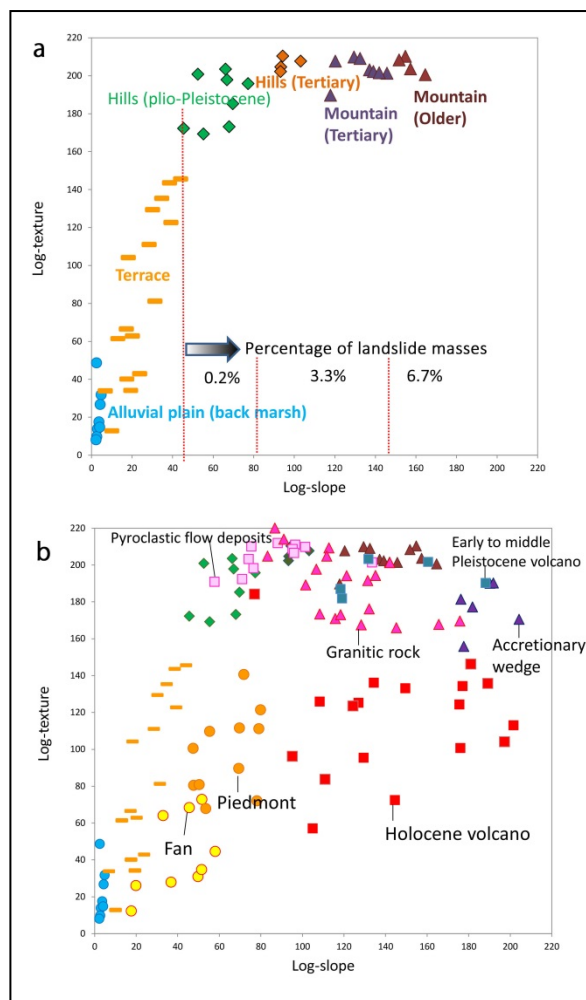 a
220
200
180
160
140
120
100
80
60
40
20
0
Log-texture
Hills (Tertiary)
Hills (plio-Pleistocene)
Mountain
(Tertiary)
Mountain
(Older)
Terrace
Percentage of landslide masses
0.2%
3.3%
6.7%
Alluvial plain (back marsh)
0 20 40 60 80 100 120 140 160 180 200 220
Log-slope
b
220
200
180
160
140
120
100
80
60
40
20
0
Log-texture
Pyroclastic flow deposits
Early to middle
Pleistocene volcano
Granitic rock
Accretionary
wedge
Piedmont
Fan
Holocene volcano
0 20 40 60 80 100 120 140 160 180 200 220
Log-slope